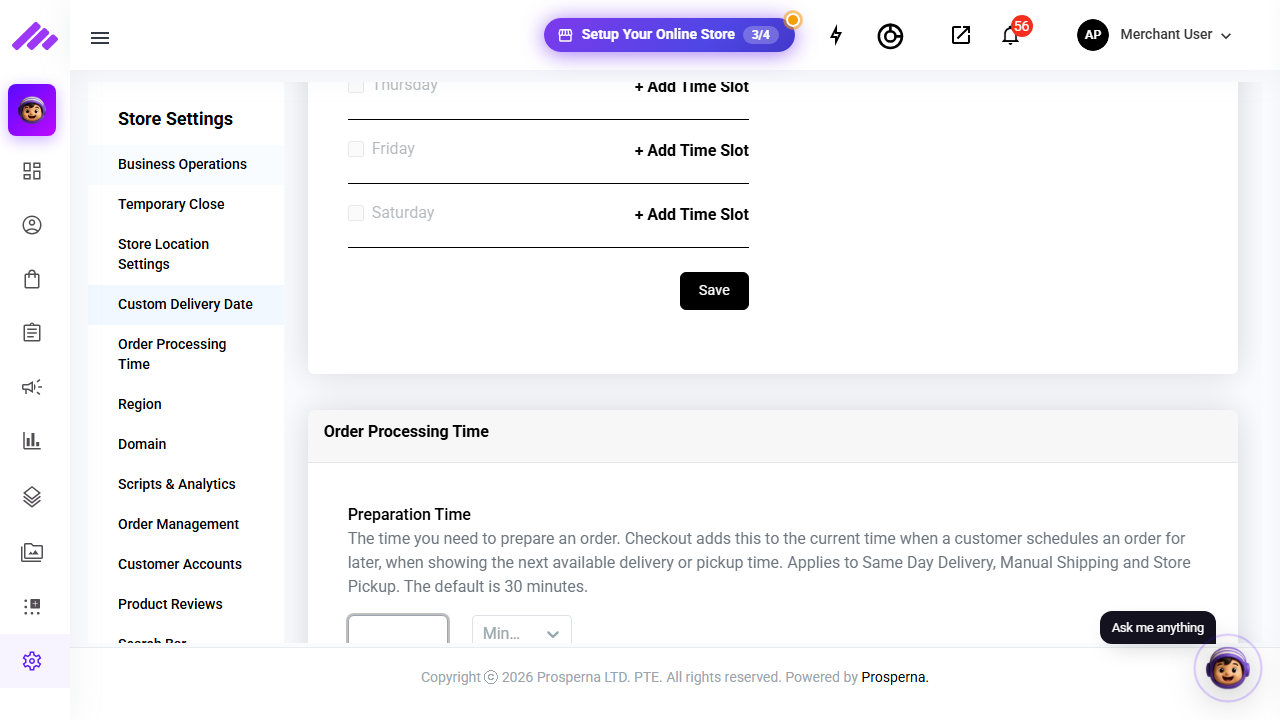 Setup Your Online Store 3/4
56
AP Merchant User
Store Settings
Business Operations
Temporary Close
Store Location
Settings
Custom Delivery Date
Order Processing
Time
Region
Domain
Scripts & Analytics
Order Management
Customer Accounts
Product Reviews
Search Bar
Thursday + Add Time Slot
Friday + Add Time Slot
Saturday + Add Time Slot
Save
Order Processing Time
Preparation Time
The time you need to prepare an order. Checkout adds this to the current time when a customer schedules an order for
later, when showing the next available delivery or pickup time. Applies to Same Day Delivery, Manual Shipping and Store
Pickup. The default is 30 minutes.
Min...
Ask me anything
Copyright © 2026 Prosperna LTD. PTE. All rights reserved. Powered by Prosperna.